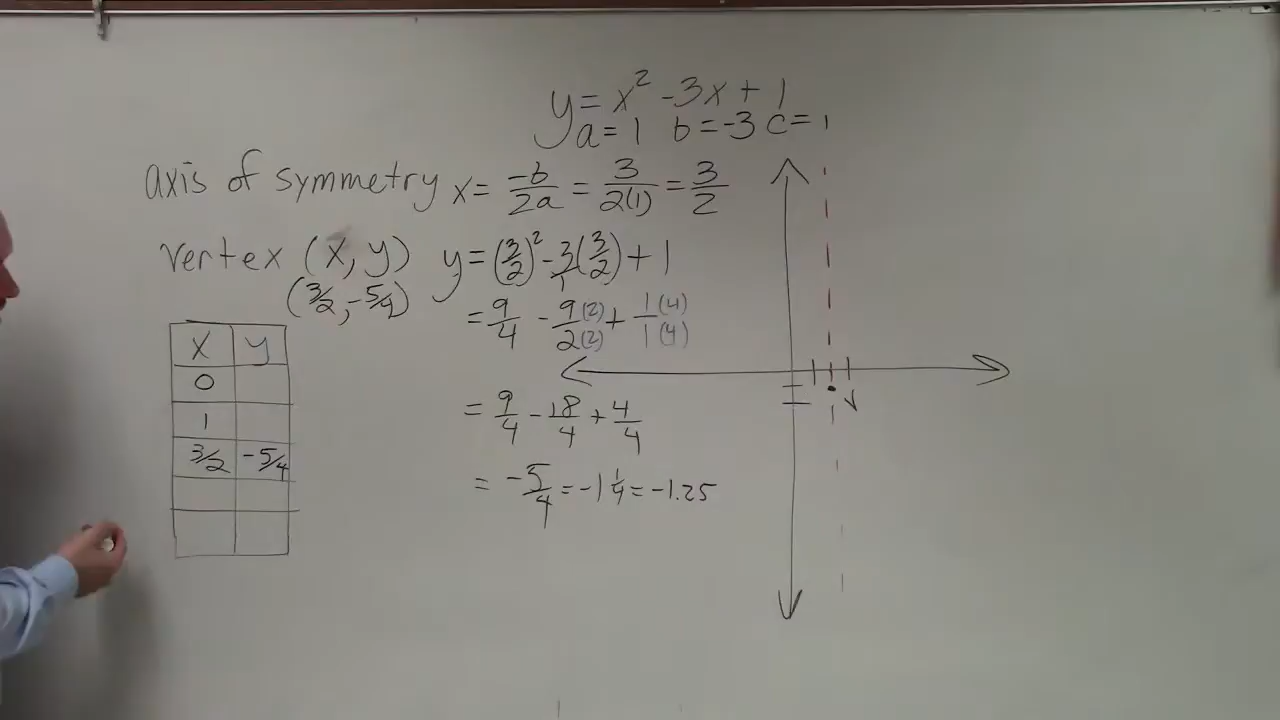 y = x² - 3x + 1
a = 1 b = -3 c = 1
axis of symmetry x = -b/2a = 3/2(1) = 3/2
vertex (x, y) y = (3/2)² - 3/1(3/2) + 1
(3/2, -5/4)
= 9/4 - 9(2)/2(2) + 1(4)/1(4)
= 9/4 - 18/4 + 4/4
= -5/4 = -1 1/4 = -1.25
x y
0
1
3/2 -5/4